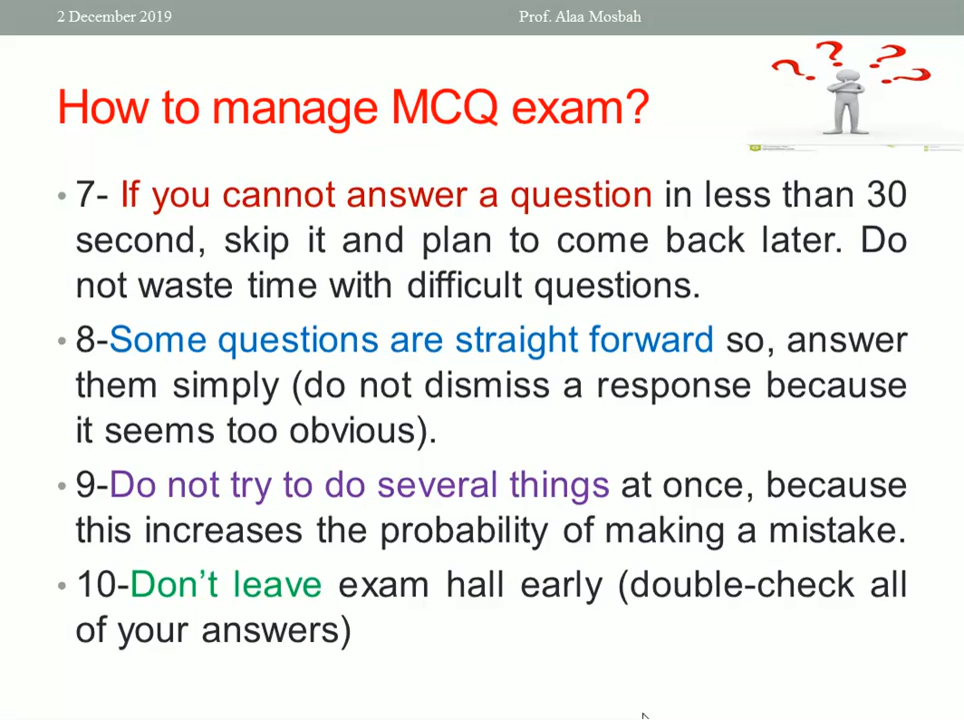 2 December 2019
Prof. Alaa Mosbah
How to manage MCQ exam?
• 7- If you cannot answer a question in less than 30
second, skip it and plan to come back later. Do
not waste time with difficult questions.
• 8-Some questions are straight forward so, answer
them simply (do not dismiss a response because
it seems too obvious).
• 9-Do not try to do several things at once, because
this increases the probability of making a mistake.
• 10-Don't leave exam hall early (double-check all
of your answers)